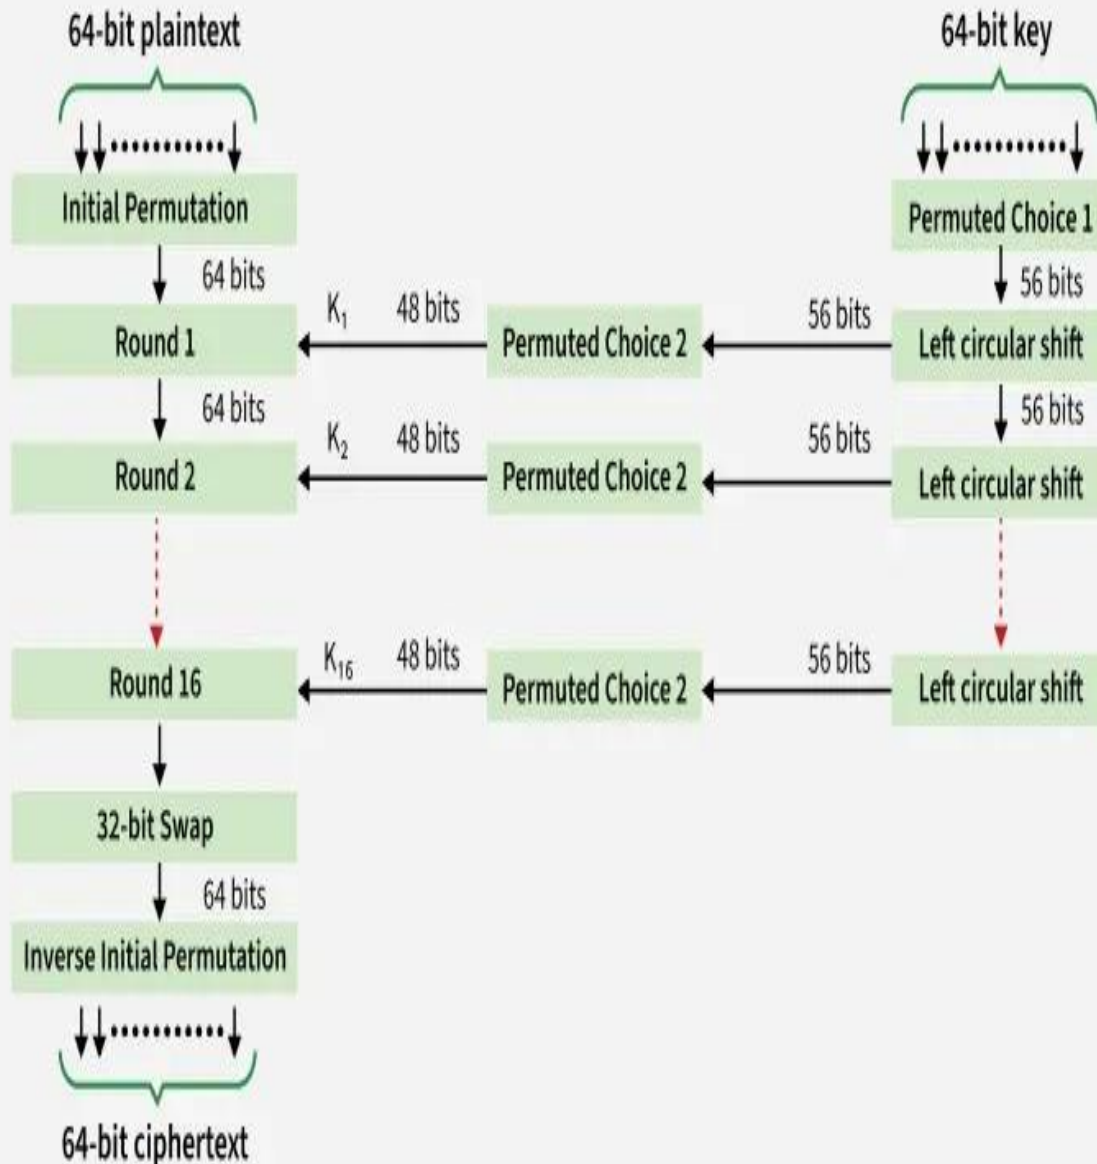 64-bit plaintext
64-bit key
Initial Permutation
Permuted Choice 1
64 bits
56 bits
Round 1
K₁
48 bits
Permuted Choice 2
56 bits
Left circular shift
64 bits
56 bits
Round 2
K₂
48 bits
Permuted Choice 2
56 bits
Left circular shift
Round 16
K₁₆
48 bits
Permuted Choice 2
56 bits
Left circular shift
32-bit Swap
64 bits
Inverse Initial Permutation
64-bit ciphertext